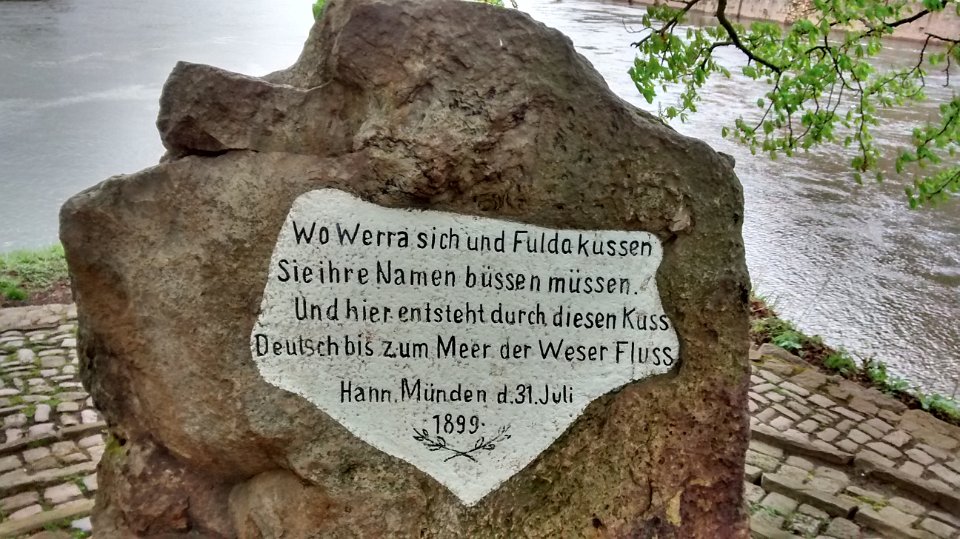 Wo Werra sich und Fulda küssen
Sie ihre Namen büssen müssen.
Und hier entsteht durch diesen Kuss
Deutsch bis zum Meer der Weser Fluss
Hann. Münden d. 31. Juli
1899.